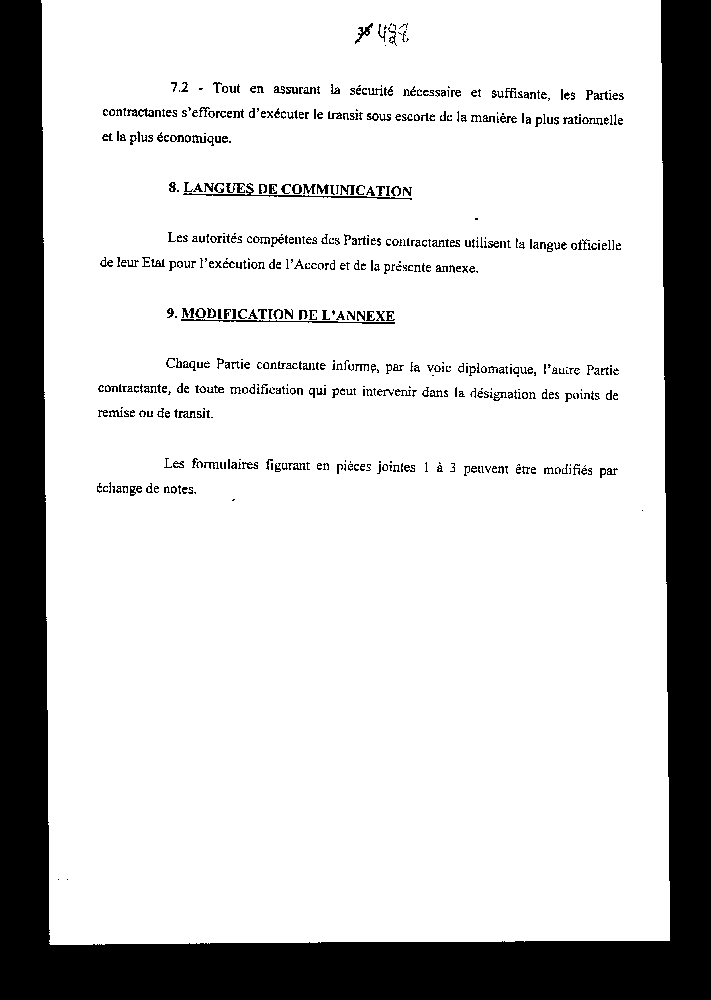 38 428
7.2 - Tout en assurant la sécurité nécessaire et suffisante, les Parties
contractantes s'efforcent d'exécuter le transit sous escorte de la manière la plus rationnelle
et la plus économique.
8. LANGUES DE COMMUNICATION
Les autorités compétentes des Parties contractantes utilisent la langue officielle
de leur Etat pour l'exécution de l'Accord et de la présente annexe.
9. MODIFICATION DE L'ANNEXE
Chaque Partie contractante informe, par la voie diplomatique, l'autre Partie
contractante, de toute modification qui peut intervenir dans la désignation des points de
remise ou de transit.
Les formulaires figurant en pièces jointes 1 à 3 peuvent être modifiés par
échange de notes.